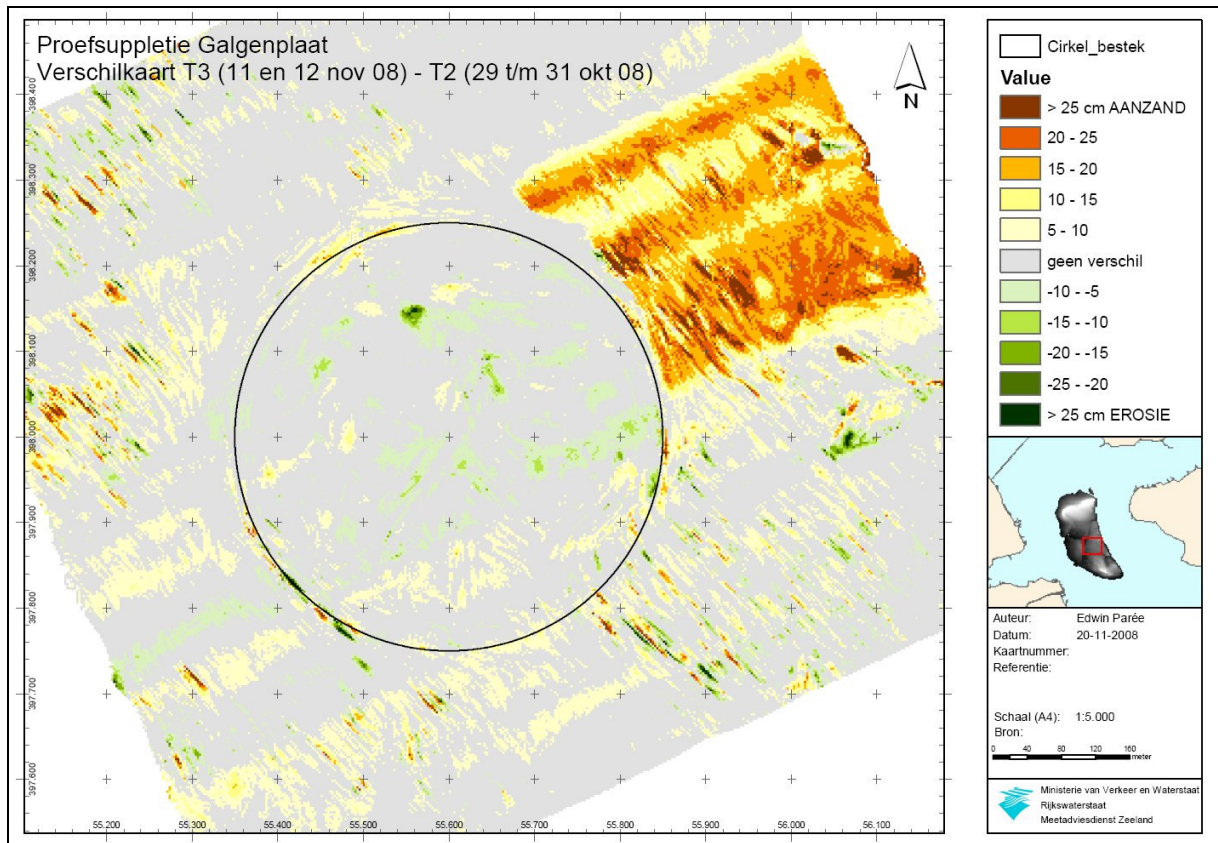 Proefsuppletie Galgenplaat
Verschilkaart T3 (11 en 12 nov 08) - T2 (29 t/m 31 okt 08)
N
398.400
398.300
398.200
398.100
398.000
397.900
397.800
397.700
397.600
55.200
55.300
55.400
55.500
55.600
55.700
55.800
55.900
56.000
56.100
Cirkel_bestek
Value
> 25 cm AANZAND
20 - 25
15 - 20
10 - 15
5 - 10
geen verschil
-10 - -5
-15 - -10
-20 - -15
-25 - -20
> 25 cm EROSIE
Auteur: Edwin Parée
Datum: 20-11-2008
Kaartnummer:
Referentie:
Schaal (A4): 1:5.000
Bron:
0 40 80 120 160
meter
Ministerie van Verkeer en Waterstaat
Rijkswaterstaat
Meetadviesdienst Zeeland